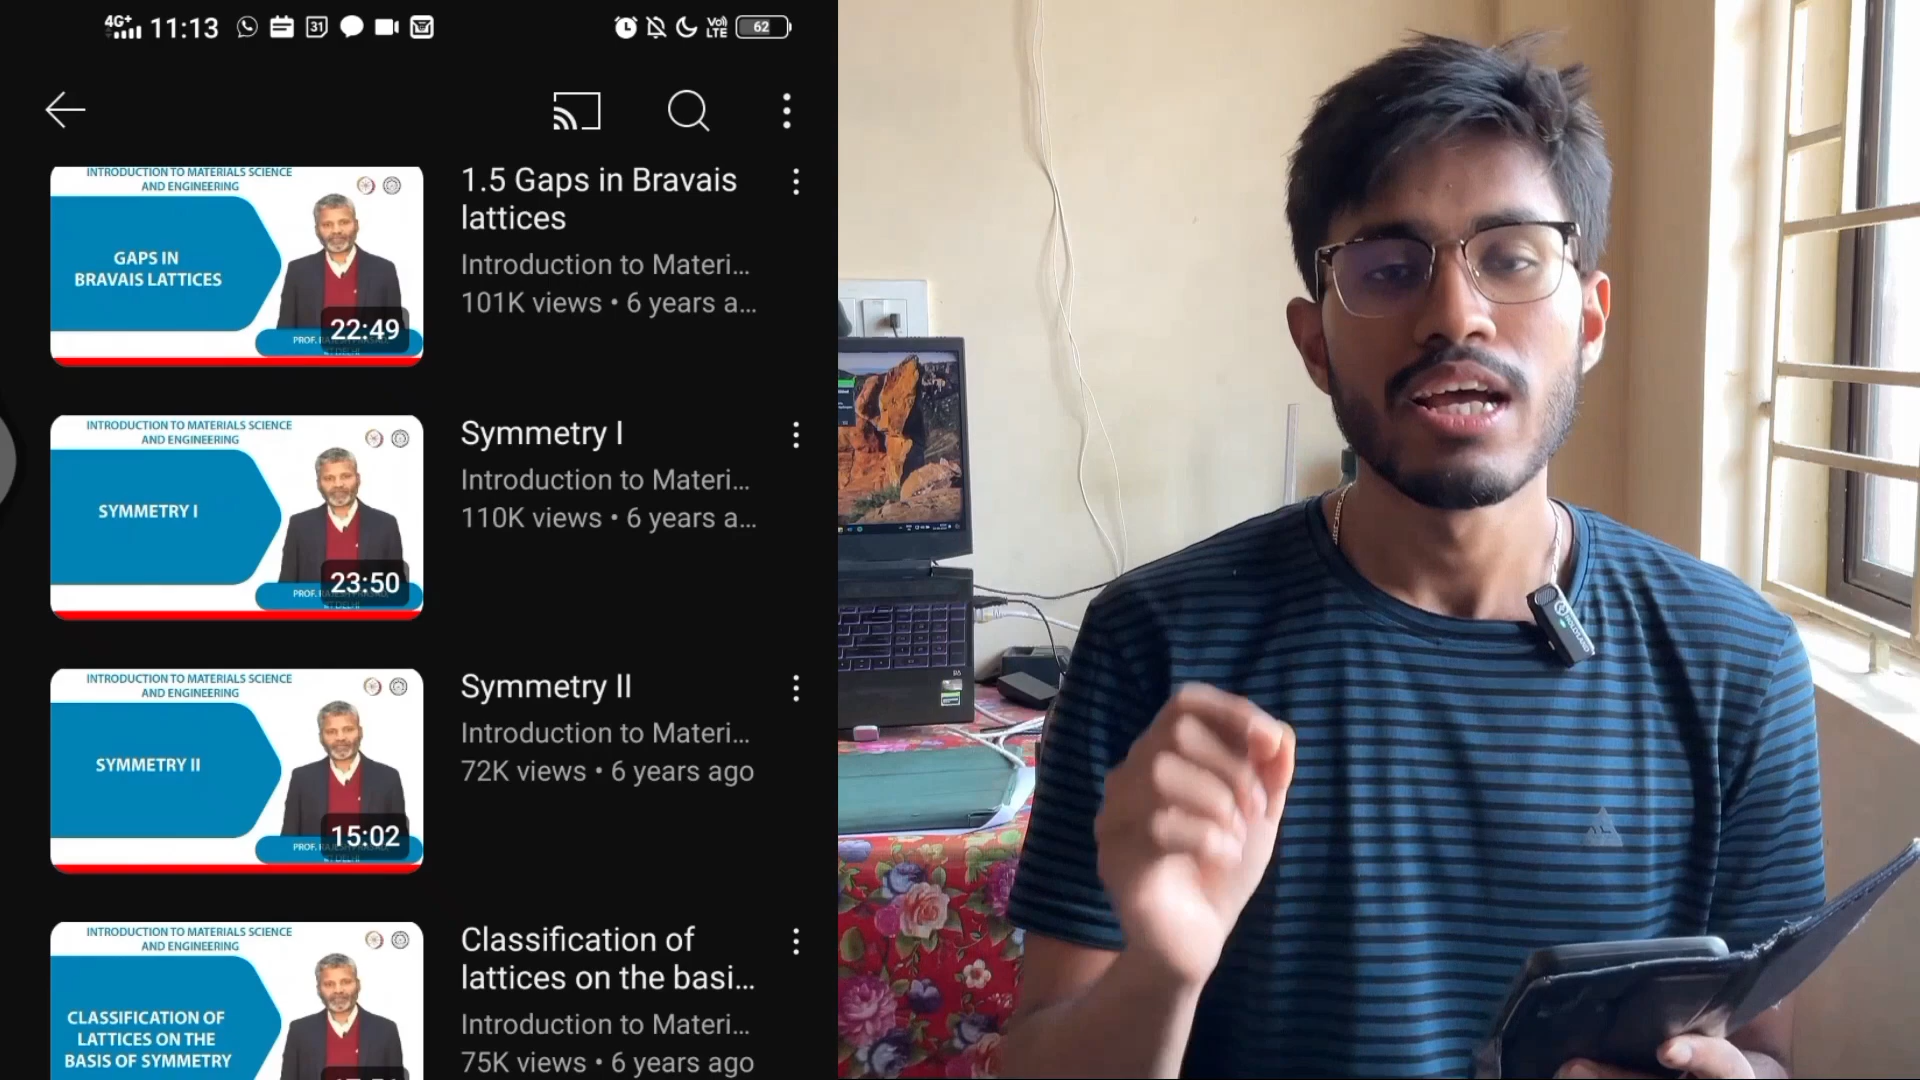 4G+ 11:13 31 Vo) LTE 62
INTRODUCTION TO MATERIALS SCIENCE
AND ENGINEERING
GAPS IN
BRAVAIS LATTICES
PROF.
22:49
1.5 Gaps in Bravais
lattices
Introduction to Materi...
101K views • 6 years a...
INTRODUCTION TO MATERIALS SCIENCE
AND ENGINEERING
SYMMETRY I
PROF.
23:50
Symmetry I
Introduction to Materi...
110K views • 6 years a...
INTRODUCTION TO MATERIALS SCIENCE
AND ENGINEERING
SYMMETRY II
PROF.
15:02
Symmetry II
Introduction to Materi...
72K views • 6 years ago
INTRODUCTION TO MATERIALS SCIENCE
AND ENGINEERING
CLASSIFICATION OF
LATTICES ON THE
BASIS OF SYMMETRY
Classification of
lattices on the basi...
Introduction to Materi...
75K views • 6 years ago
HOLLYLAND